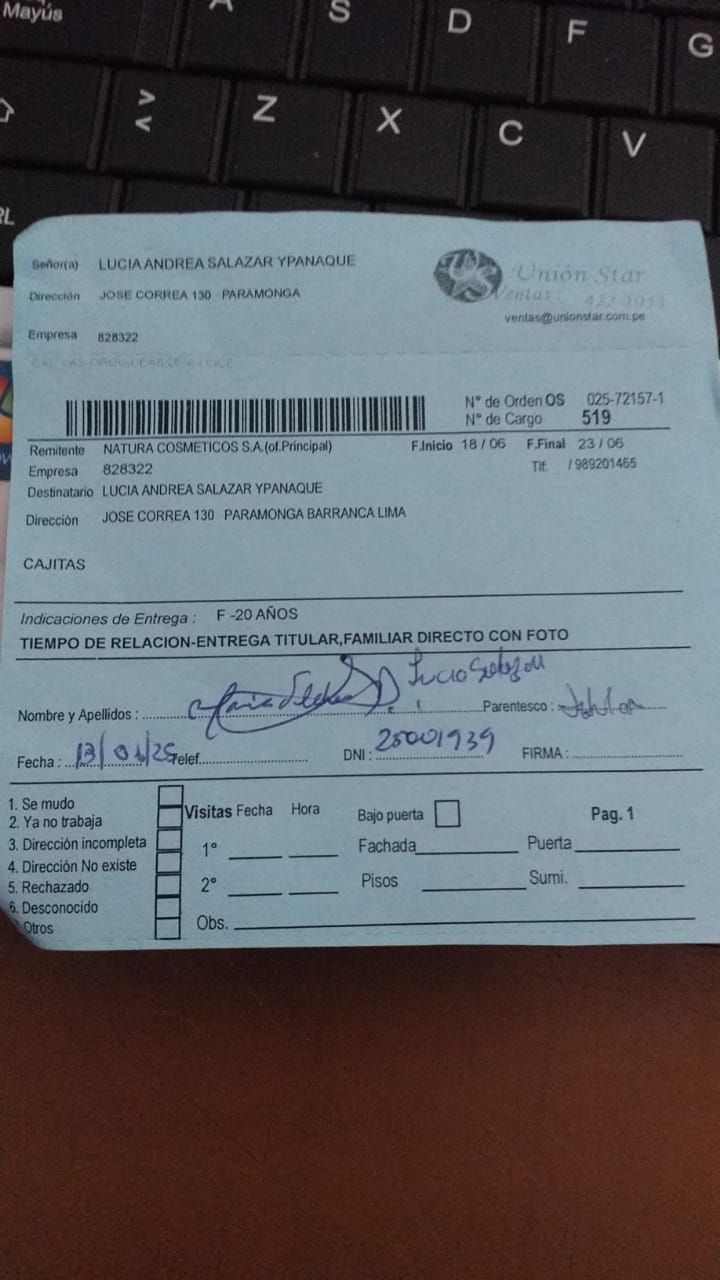 Mayús
A S D F G
> Z X C V
<
RL
Señor(a) LUCIA ANDREA SALAZAR YPANAQUE
Unión Star
Dirección JOSE CORREA 130 PARAMONGA
Ventas:
ventas@unionstar.com.pe
Empresa 828322
Nº de Orden OS 025-72157-1
Nº de Cargo 519
Remitente NATURA COSMETICOS S.A.(of.Principal) F.Inicio 18 / 06 F.Final 23 / 06
Empresa 828322 Tlf: / 989201465
Destinatario LUCIA ANDREA SALAZAR YPANAQUE
Dirección JOSE CORREA 130 PARAMONGA BARRANCA LIMA
CAJITAS
Indicaciones de Entrega : F -20 AÑOS
TIEMPO DE RELACION-ENTREGA TITULAR,FAMILIAR DIRECTO CON FOTO
Nombre y Apellidos : Parentesco :
Fecha : Telef. DNI : FIRMA :
1. Se mudo
2. Ya no trabaja
3. Dirección incompleta
4. Dirección No existe
5. Rechazado
6. Desconocido
Otros
Visitas Fecha Hora Bajo puerta Pag. 1
1° Fachada Puerta
2° Pisos Sumi.
Obs.